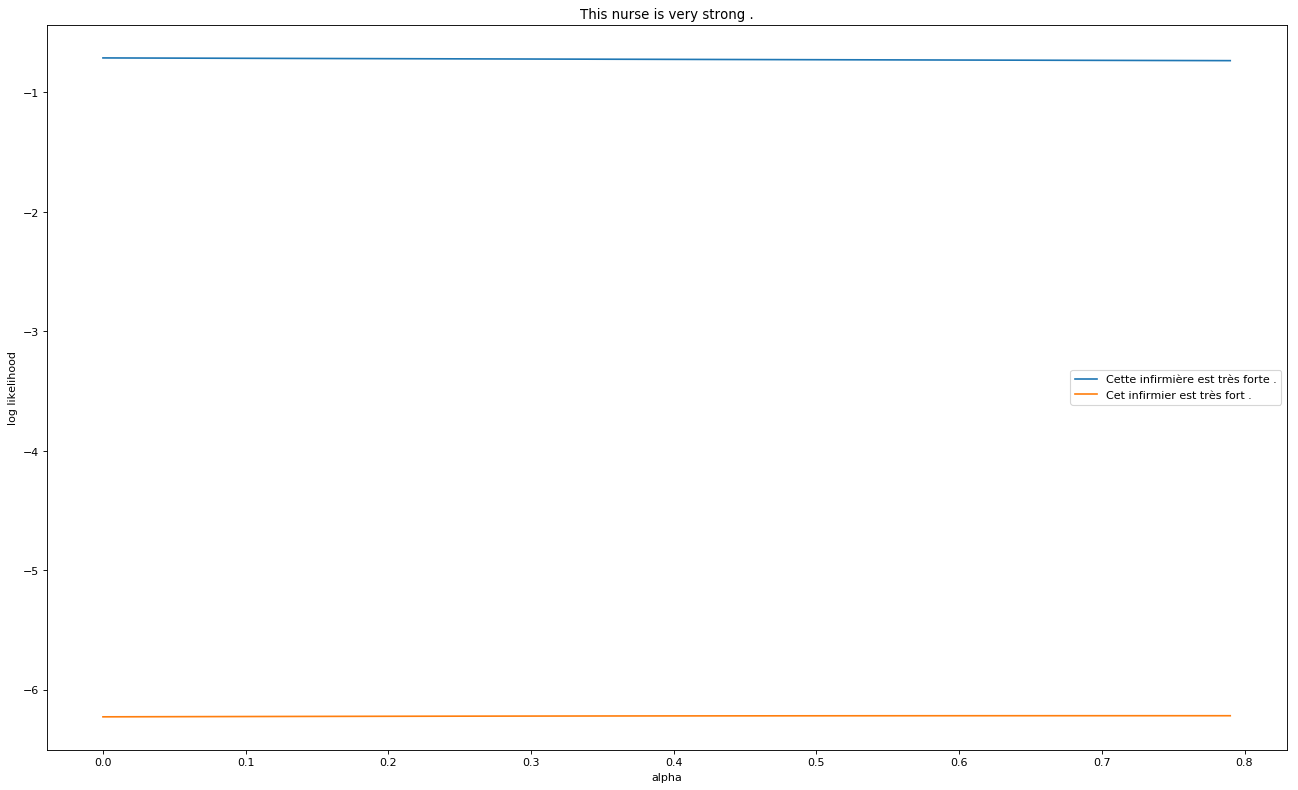 This nurse is very strong .
log likelihood
−1
−2
−3
−4
−5
−6
Cette infirmière est très forte .
Cet infirmier est très fort .
0.0 0.1 0.2 0.3 0.4 0.5 0.6 0.7 0.8
alpha